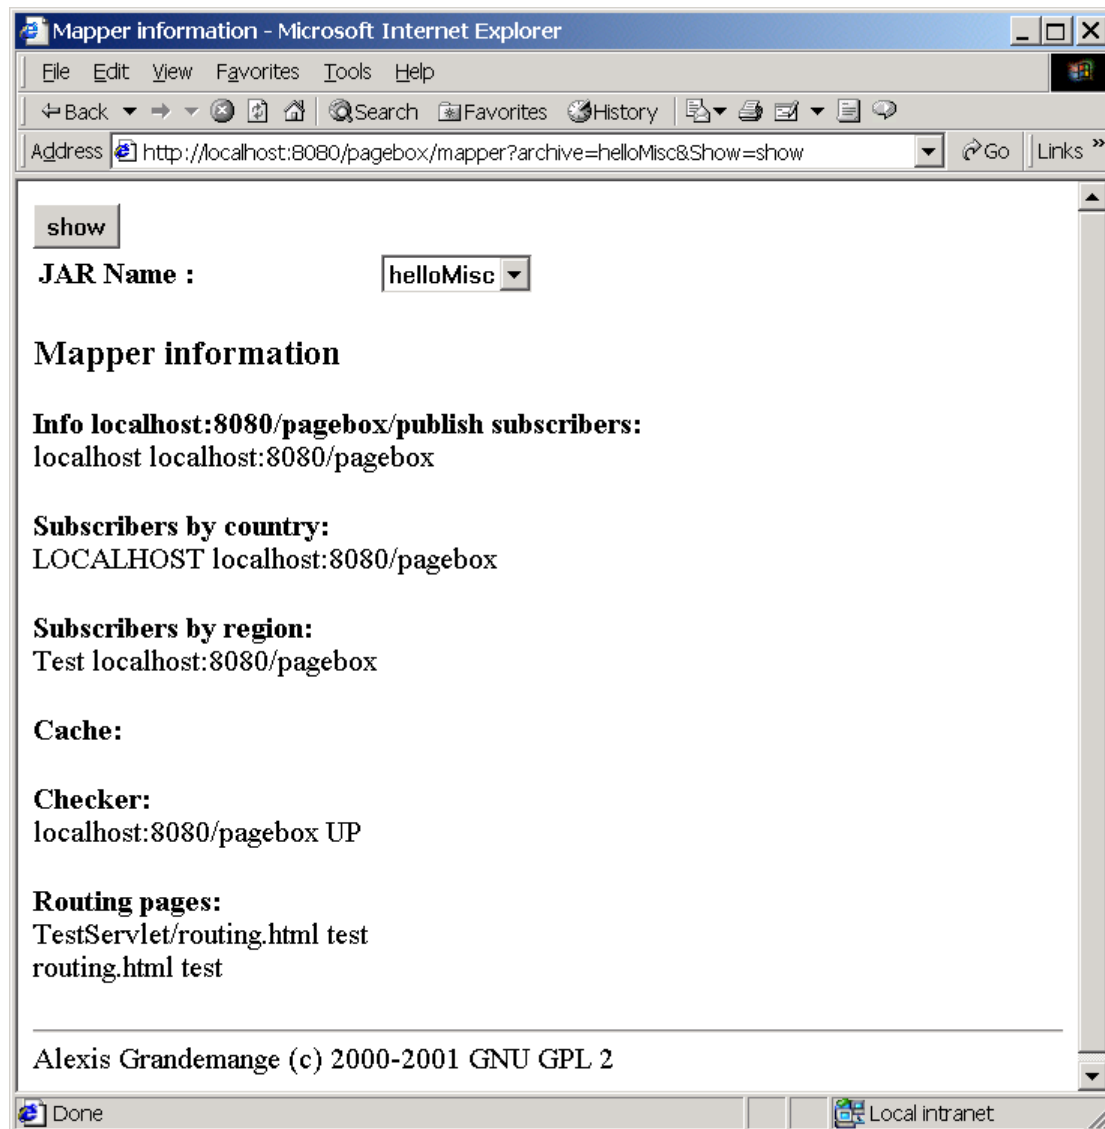 Mapper information - Microsoft Internet Explorer
File Edit View Favorites Tools Help
Back Search Favorites History
Address http://localhost:8080/pagebox/mapper?archive=helloMisc&Show=show Go Links »
show
JAR Name : helloMisc
Mapper information
Info localhost:8080/pagebox/publish subscribers:
localhost localhost:8080/pagebox
Subscribers by country:
LOCALHOST localhost:8080/pagebox
Subscribers by region:
Test localhost:8080/pagebox
Cache:
Checker:
localhost:8080/pagebox UP
Routing pages:
TestServlet/routing.html test
routing.html test
Alexis Grandemange (c) 2000-2001 GNU GPL 2
Done Local intranet